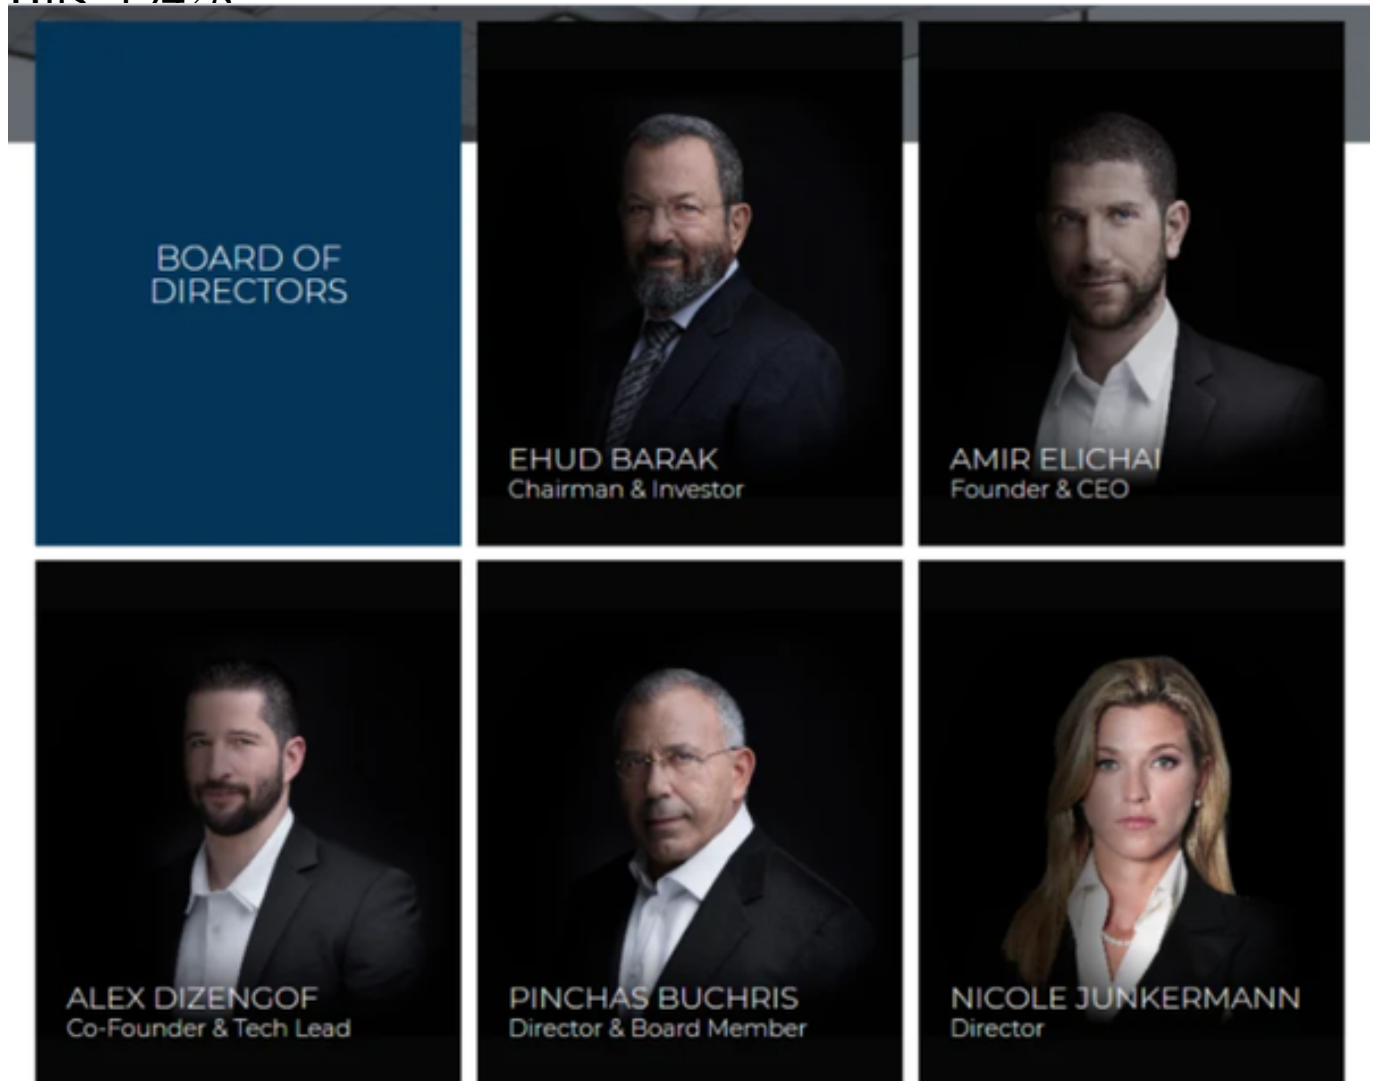 BOARD OF
DIRECTORS
EHUD BARAK
Chairman & Investor
AMIR ELICHAI
Founder & CEO
ALEX DIZENGOF
Co-Founder & Tech Lead
PINCHAS BUCHRIS
Director & Board Member
NICOLE JUNKERMANN
Director